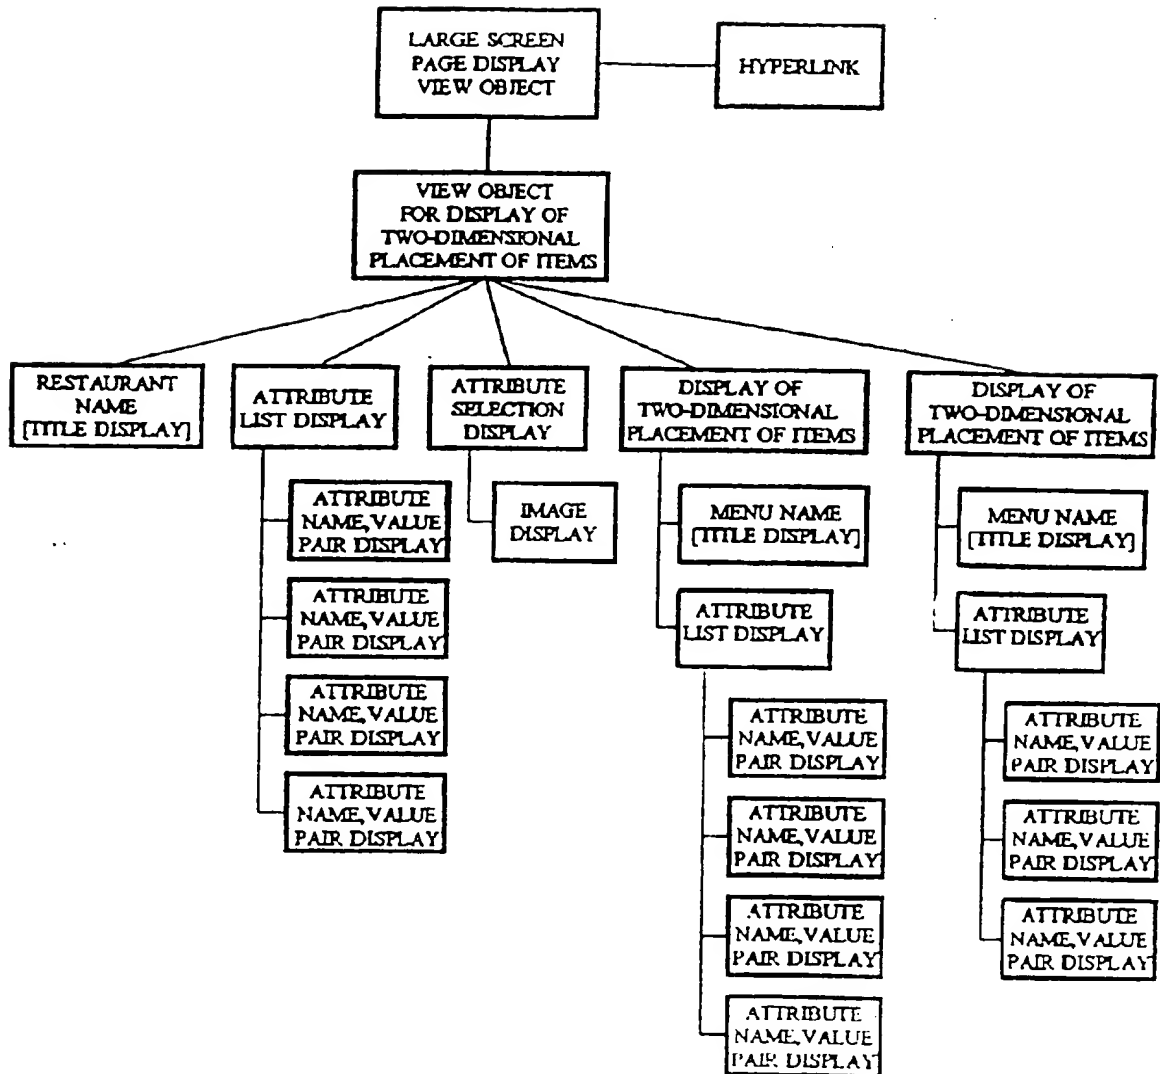 LARGE SCREEN
PAGE DISPLAY
VIEW OBJECT
HYPERLINK
VIEW OBJECT
FOR DISPLAY OF
TWO-DIMENSIONAL
PLACEMENT OF ITEMS
RESTAURANT
NAME
[TITLE DISPLAY]
ATTRIBUTE
LIST DISPLAY
ATTRIBUTE
SELECTION
DISPLAY
DISPLAY OF
TWO-DIMENSIONAL
PLACEMENT OF ITEMS
DISPLAY OF
TWO-DIMENSIONAL
PLACEMENT OF ITEMS
ATTRIBUTE
NAME,VALUE
PAIR DISPLAY
ATTRIBUTE
NAME,VALUE
PAIR DISPLAY
ATTRIBUTE
NAME,VALUE
PAIR DISPLAY
ATTRIBUTE
NAME,VALUE
PAIR DISPLAY
IMAGE
DISPLAY
MENU NAME
[TITLE DISPLAY]
ATTRIBUTE
LIST DISPLAY
ATTRIBUTE
NAME,VALUE
PAIR DISPLAY
ATTRIBUTE
NAME,VALUE
PAIR DISPLAY
ATTRIBUTE
NAME,VALUE
PAIR DISPLAY
ATTRIBUTE
NAME,VALUE
PAIR DISPLAY
MENU NAME
[TITLE DISPLAY]
ATTRIBUTE
LIST DISPLAY
ATTRIBUTE
NAME,VALUE
PAIR DISPLAY
ATTRIBUTE
NAME,VALUE
PAIR DISPLAY
ATTRIBUTE
NAME,VALUE
PAIR DISPLAY